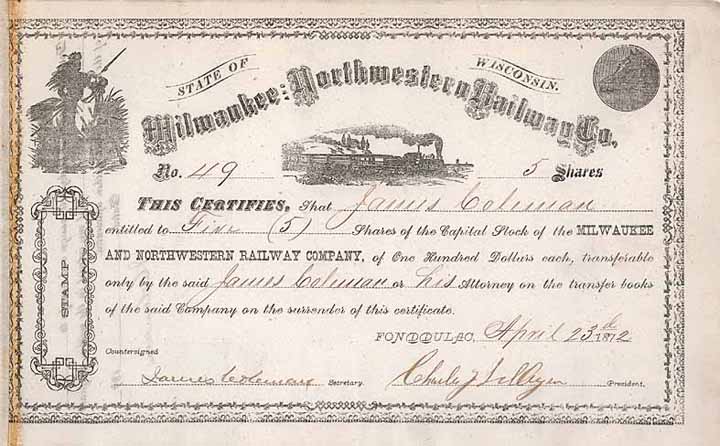 STATE OF WISCONSIN.
Milwaukee: Northwestern Railway Co.
No. 49 5 Shares
THIS CERTIFIES, That James Coleman
entitled to Five (5) Shares of the Capital Stock of the MILWAUKEE
AND NORTHWESTERN RAILWAY COMPANY, of One Hundred Dollars each, transferable
only by the said James Coleman or his Attorney on the transfer books
of the said Company on the surrender of this certificate.
FONDDULAC, April 23d 1872
Countersigned
James Coleman Secretary. President.
STAMP